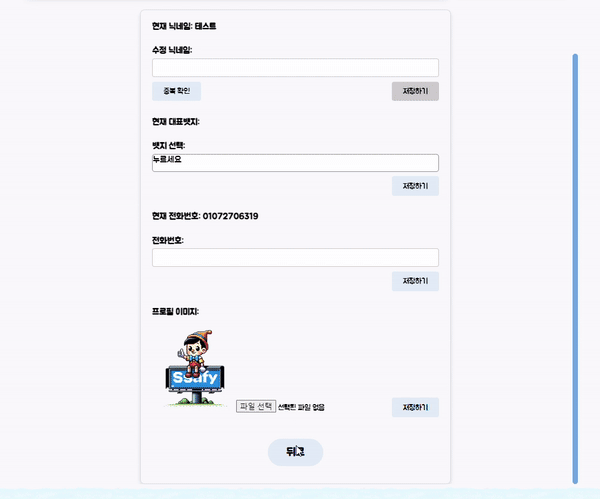 현재 닉네임: 테스트
수정 닉네임:
중복 확인
저장하기
현재 대표뱃지:
뱃지 선택:
누르세요
저장하기
현재 전화번호: 01072706319
전화번호:
저장하기
프로필 이미지:
Ssafy
파일 선택 선택된 파일 없음
저장하기